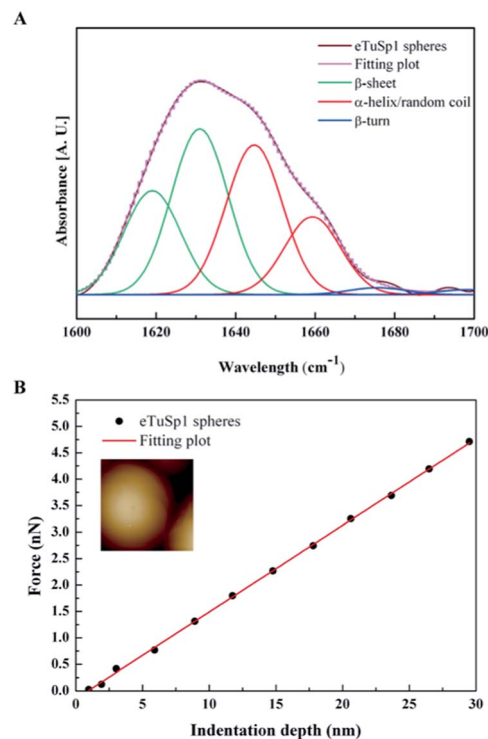 A
eTuSp1 spheres
Fitting plot
β-sheet
α-helix/random coil
β-turn
Absorbance [A. U.]
1600 1620 1640 1660 1680 1700
Wavelength (cm⁻¹)
B
5.5
5.0
4.5
4.0
3.5
3.0
2.5
2.0
1.5
1.0
0.5
0.0
eTuSp1 spheres
Fitting plot
Force (nN)
0 5 10 15 20 25 30
Indentation depth (nm)